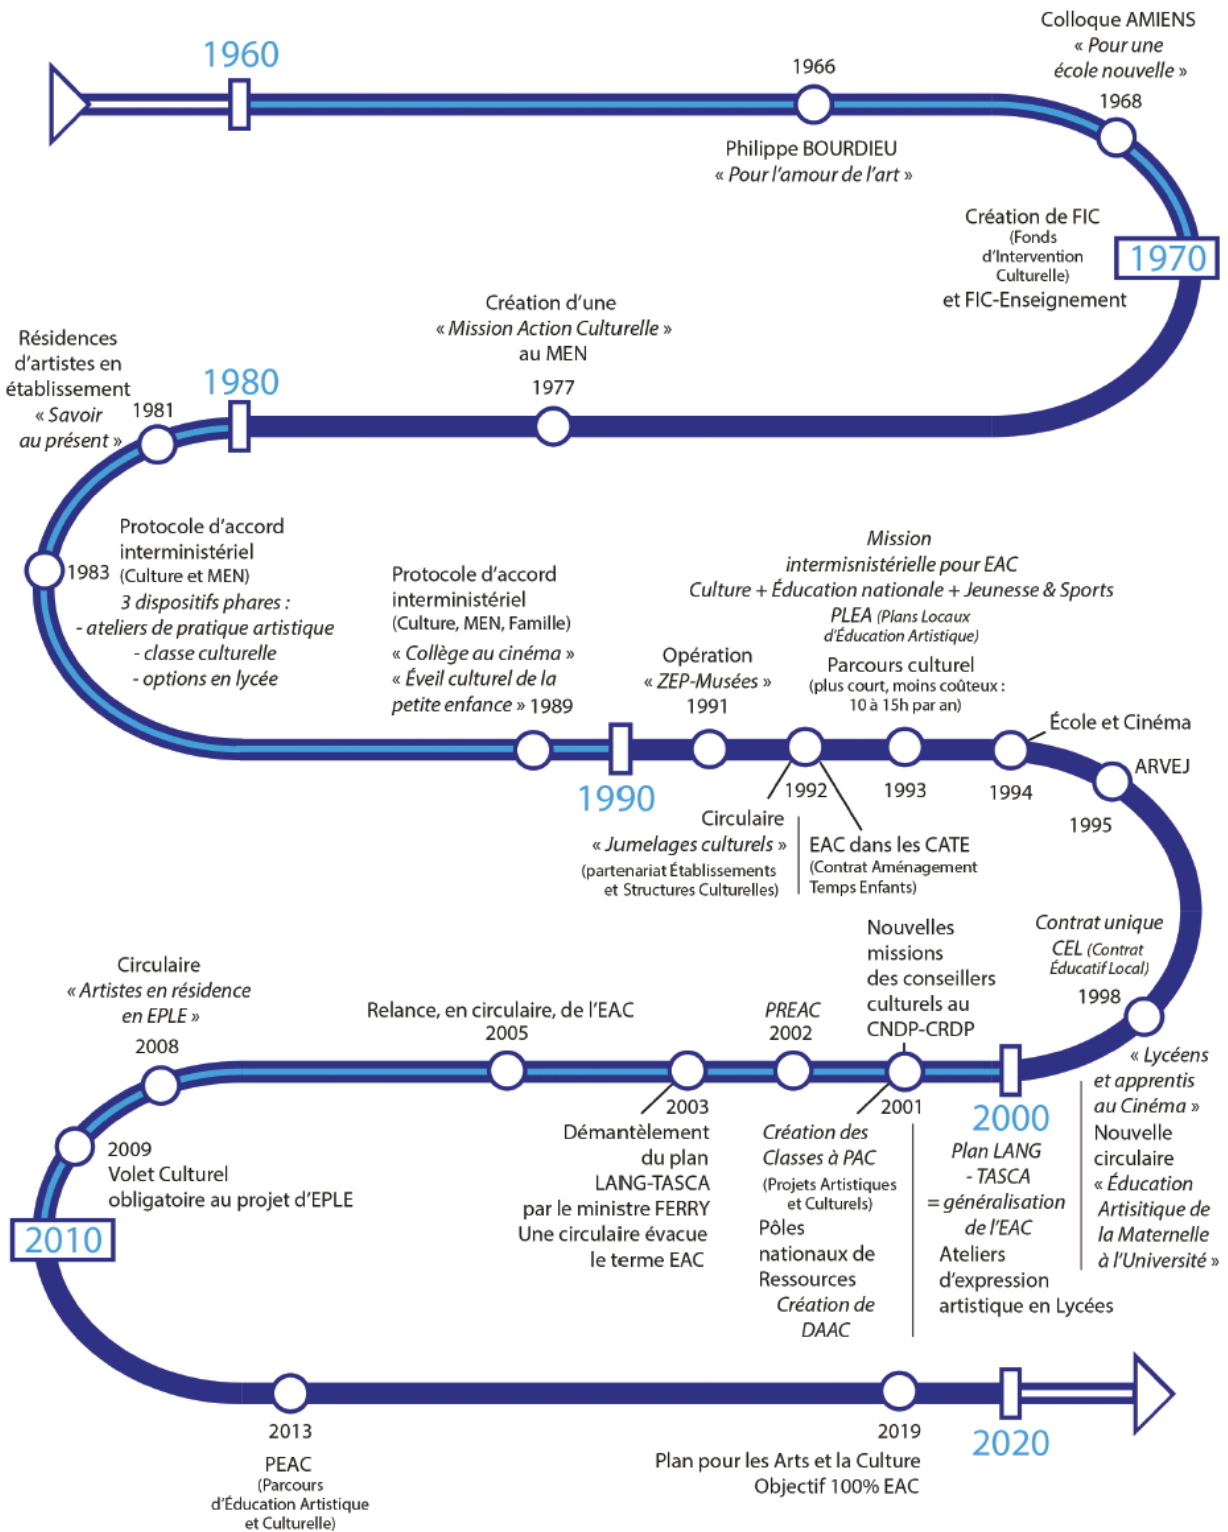 1960
1966
Philippe BOURDIEU
« Pour l'amour de l'art »
Colloque AMIENS
« Pour une
école nouvelle »
1968
Création de FIC
(Fonds
d'Intervention
Culturelle)
et FIC-Enseignement
1970
Création d'une
« Mission Action Culturelle »
au MEN
1977
1980
Résidences
d'artistes en
établissement
« Savoir
au présent »
1981
1983
Protocole d'accord
interministériel
(Culture et MEN)
3 dispositifs phares :
- ateliers de pratique artistique
- classe culturelle
- options en lycée
Protocole d'accord
interministériel
(Culture, MEN, Famille)
« Collège au cinéma »
« Éveil culturel de la
petite enfance » 1989
1990
Opération
« ZEP-Musées »
1991
Mission
intermisnistérielle pour EAC
Culture + Éducation nationale + Jeunesse & Sports
PLEA (Plans Locaux
d'Éducation Artistique)
Parcours culturel
(plus court, moins coûteux :
10 à 15h par an)
1992
Circulaire
« Jumelages culturels »
(partenariat Établissements
et Structures Culturelles)
EAC dans les CATE
(Contrat Aménagement
Temps Enfants)
1993
École et Cinéma
1994
ARVEJ
1995
Contrat unique
CEL (Contrat
Éducatif Local)
1998
« Lycéens
et apprentis
au Cinéma »
Nouvelle
circulaire
« Éducation
Artisitique de
la Maternelle
à l'Université »
2000
Plan LANG
- TASCA
= généralisation
de l'EAC
Ateliers
d'expression
artistique en Lycées
Nouvelles
missions
des conseillers
culturels au
CNDP-CRDP
2001
Création des
Classes à PAC
(Projets Artistiques
et Culturels)
Pôles
nationaux de
Ressources
Création de
DAAC
PREAC
2002
2003
Démantèlement
du plan
LANG-TASCA
par le ministre FERRY
Une circulaire évacue
le terme EAC
Relance, en circulaire, de l'EAC
2005
Circulaire
« Artistes en résidence
en EPLE »
2008
2009
Volet Culturel
obligatoire au projet d'EPLE
2010
2013
PEAC
(Parcours
d'Éducation Artistique
et Culturelle)
2019
Plan pour les Arts et la Culture
Objectif 100% EAC
2020